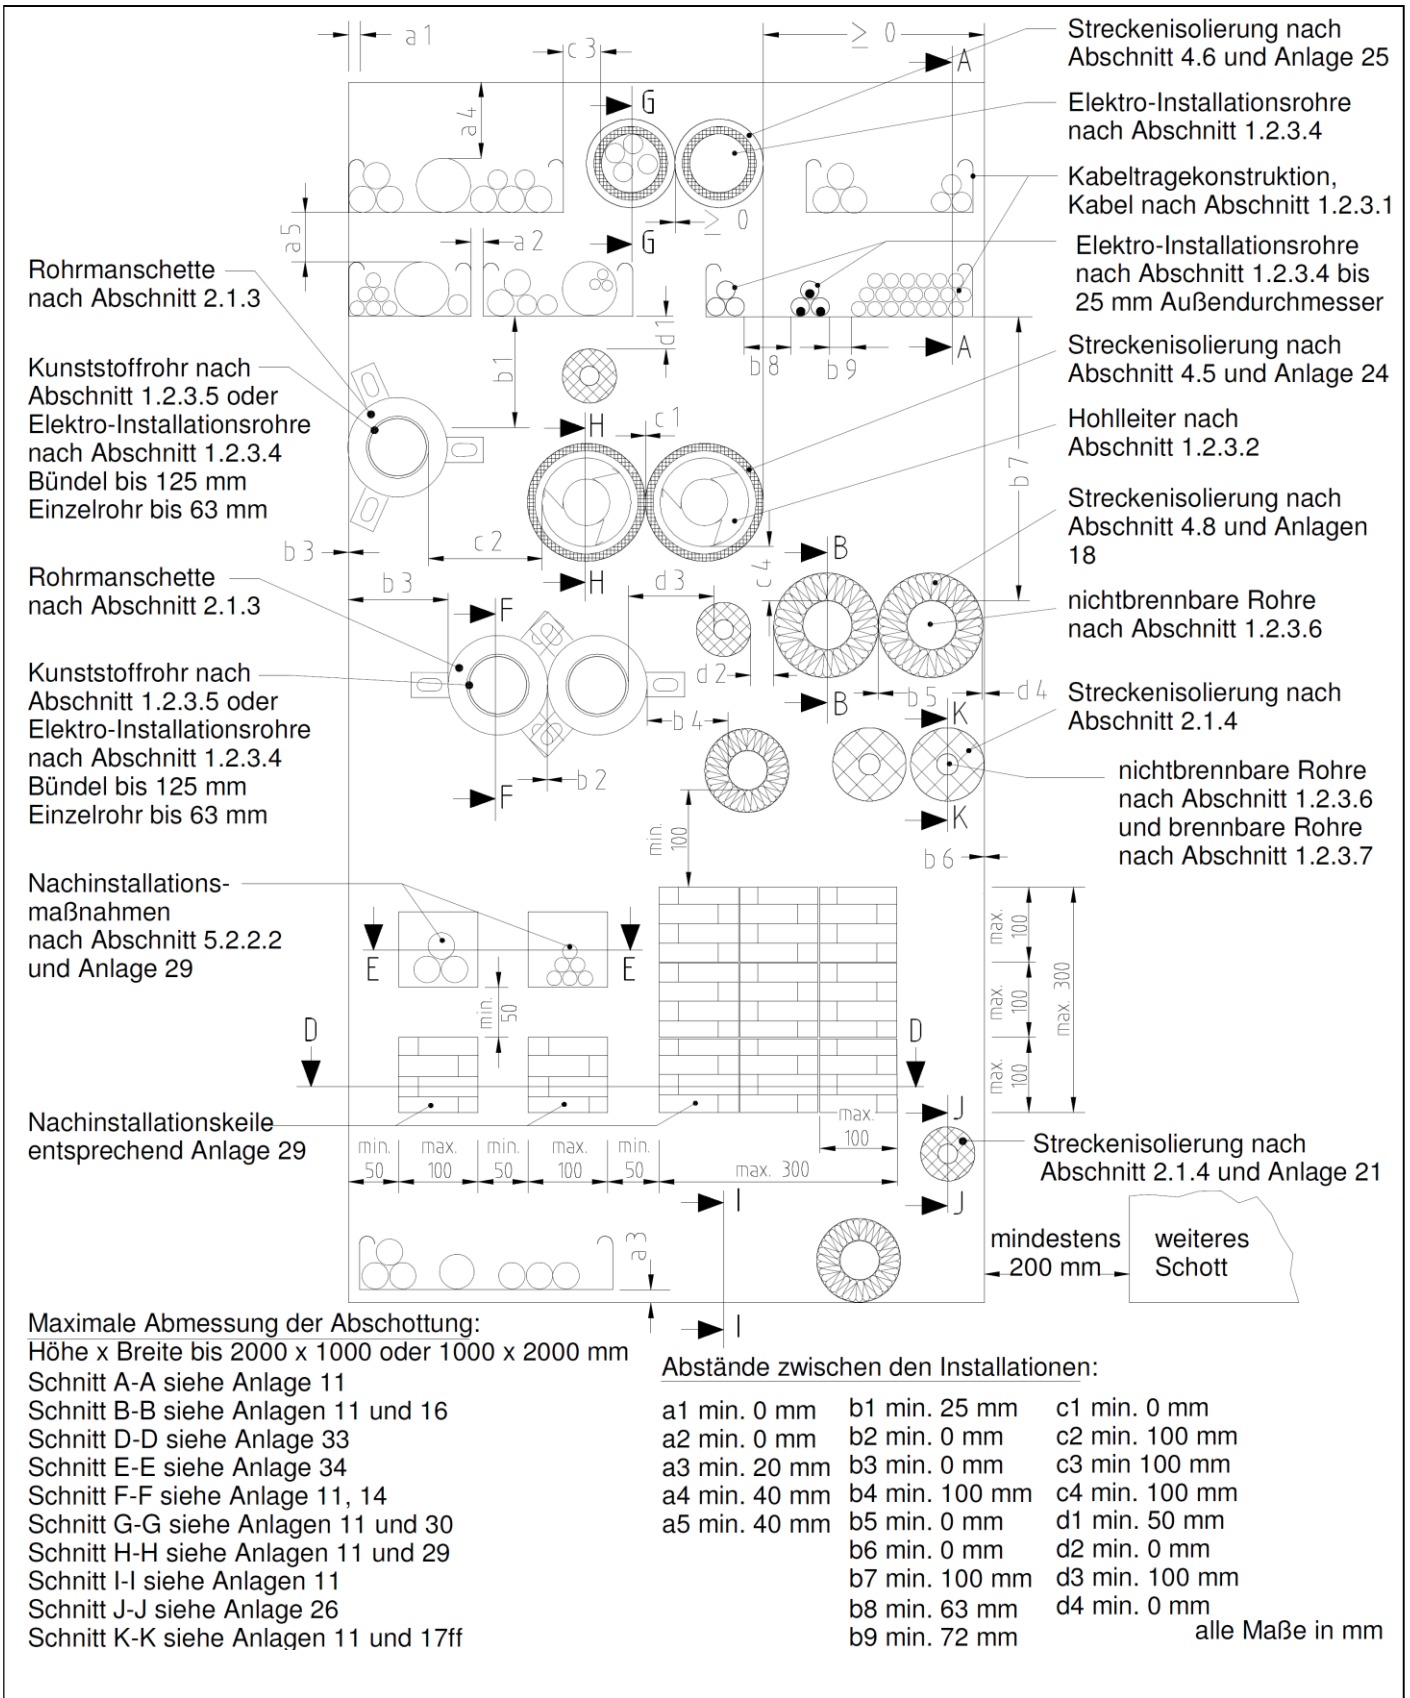 a1
c3
≥ 0
A
Streckenisolierung nach
Abschnitt 4.6 und Anlage 25
a4
G
Elektro-Installationsrohre
nach Abschnitt 1.2.3.4
Kabeltragekonstruktion,
Kabel nach Abschnitt 1.2.3.1
≥ 0
a5
a2
G
Rohrmanschette
nach Abschnitt 2.1.3
Elektro-Installationsrohre
nach Abschnitt 1.2.3.4 bis
25 mm Außendurchmesser
d1
b1
b8
b9
A
Streckenisolierung nach
Abschnitt 4.5 und Anlage 24
Kunststoffrohr nach
Abschnitt 1.2.3.5 oder
Elektro-Installationsrohre
nach Abschnitt 1.2.3.4
Bündel bis 125 mm
Einzelrohr bis 63 mm
H
c1
b7
Hohlleiter nach
Abschnitt 1.2.3.2
Streckenisolierung nach
Abschnitt 4.8 und Anlagen
18
b3
c2
H
c4
B
d3
Rohrmanschette
nach Abschnitt 2.1.3
b3
F
nichtbrennbare Rohre
nach Abschnitt 1.2.3.6
d2
B
b5
d4
Kunststoffrohr nach
Abschnitt 1.2.3.5 oder
Elektro-Installationsrohre
nach Abschnitt 1.2.3.4
Bündel bis 125 mm
Einzelrohr bis 63 mm
b4
K
Streckenisolierung nach
Abschnitt 2.1.4
F
b2
nichtbrennbare Rohre
nach Abschnitt 1.2.3.6
und brennbare Rohre
nach Abschnitt 1.2.3.7
K
min.
100
b6
Nachinstallations-
maßnahmen
nach Abschnitt 5.2.2.2
und Anlage 29
E
E
min.
50
max.
100
max.
100
max.
100
max. 300
D
D
Nachinstallationskeile
entsprechend Anlage 29
min.
50
max.
100
min.
50
max.
100
min.
50
max. 300
max.
100
J
Streckenisolierung nach
Abschnitt 2.1.4 und Anlage 21
J
I
a3
mindestens
200 mm
weiteres
Schott
I
Maximale Abmessung der Abschottung:
Höhe x Breite bis 2000 x 1000 oder 1000 x 2000 mm
Schnitt A-A siehe Anlage 11
Schnitt B-B siehe Anlagen 11 und 16
Schnitt D-D siehe Anlage 33
Schnitt E-E siehe Anlage 34
Schnitt F-F siehe Anlage 11, 14
Schnitt G-G siehe Anlagen 11 und 30
Schnitt H-H siehe Anlagen 11 und 29
Schnitt I-I siehe Anlagen 11
Schnitt J-J siehe Anlage 26
Schnitt K-K siehe Anlagen 11 und 17ff
Abstände zwischen den Installationen:
a1 min. 0 mm
a2 min. 0 mm
a3 min. 20 mm
a4 min. 40 mm
a5 min. 40 mm
b1 min. 25 mm
b2 min. 0 mm
b3 min. 0 mm
b4 min. 100 mm
b5 min. 0 mm
b6 min. 0 mm
b7 min. 100 mm
b8 min. 63 mm
b9 min. 72 mm
c1 min. 0 mm
c2 min. 100 mm
c3 min 100 mm
c4 min. 100 mm
d1 min. 50 mm
d2 min. 0 mm
d3 min. 100 mm
d4 min. 0 mm
alle Maße in mm